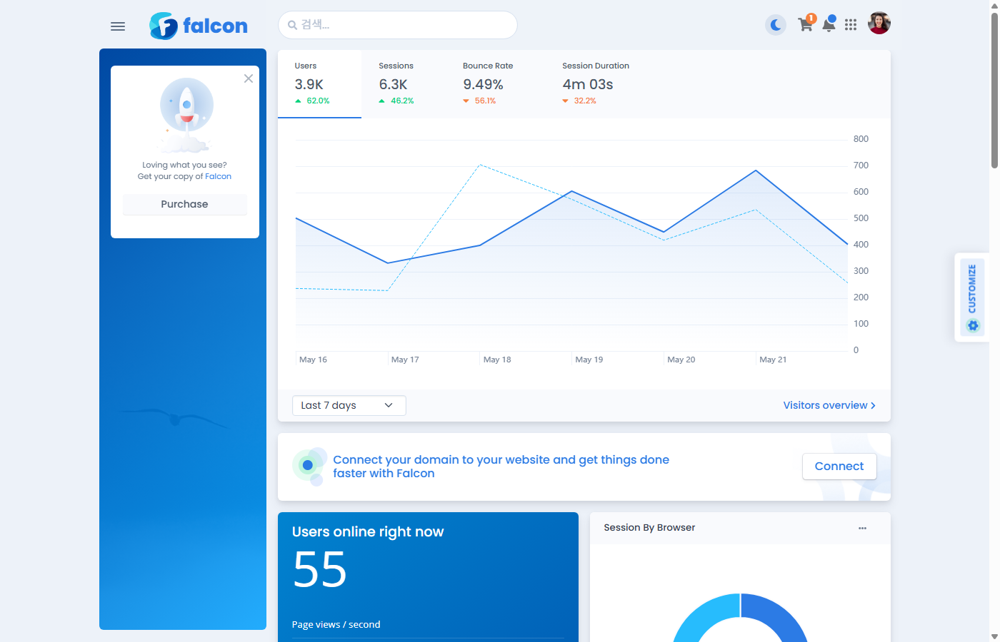 falcon
검색...
1
Loving what you see?
Get your copy of Falcon
Purchase
Users
3.9K
62.0%
Sessions
6.3K
46.2%
Bounce Rate
9.49%
56.1%
Session Duration
4m 03s
32.2%
800
700
600
500
400
300
200
100
0
May 16
May 17
May 18
May 19
May 20
May 21
Last 7 days
Visitors overview
CUSTOMIZE
Connect your domain to your website and get things done
faster with Falcon
Connect
Users online right now
55
Page views / second
Session By Browser